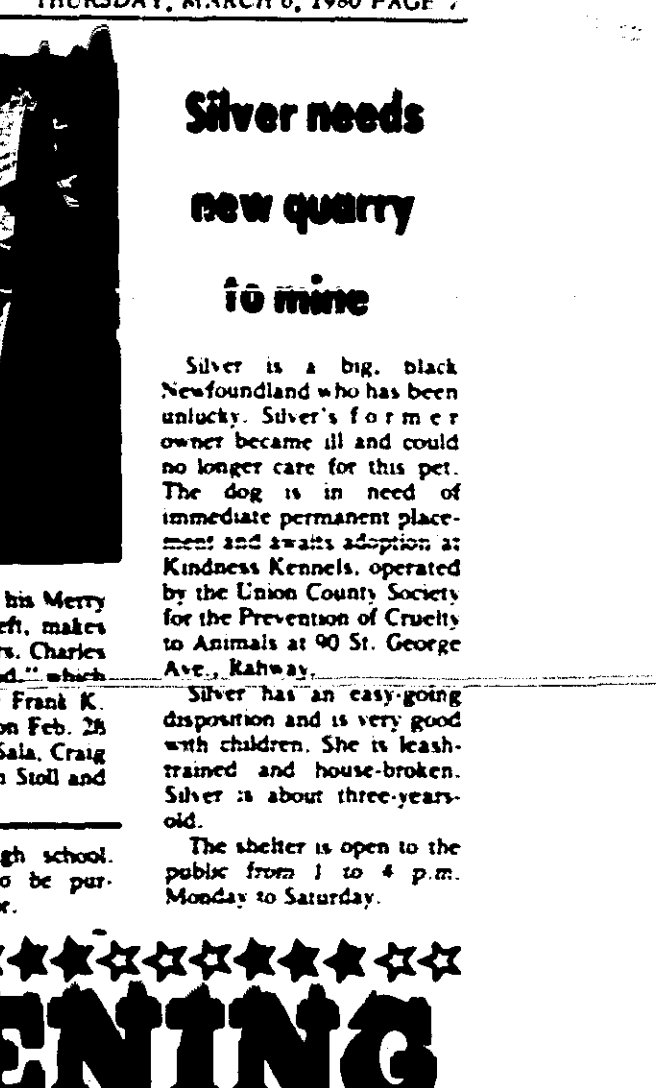 THURSDAY, MARCH 6, 1980 PAGE 7
Silver needs
new quarry
to mine
Silver is a big, black
Newfoundland who has been
unlucky. Silver's former
owner became ill and could
no longer care for this pet.
The dog is in need of
immediate permanent place-
ment and awaits adoption at
Kindness Kennels, operated
by the Union County Society
for the Prevention of Cruelty
to Animals at 90 St. George
Ave., Rahway.
Silver has an easy-going
disposition and is very good
with children. She is leash-
trained and house-broken.
Silver is about three-years-
old.
The shelter is open to the
public from 1 to 4 p.m.
Monday to Saturday.
his Merry
eft, makes
rs. Charles
d." which
Frank K.
on Feb. 28
Sala, Craig
n Stoll and
gh school.
o be pur-
r.
ENING